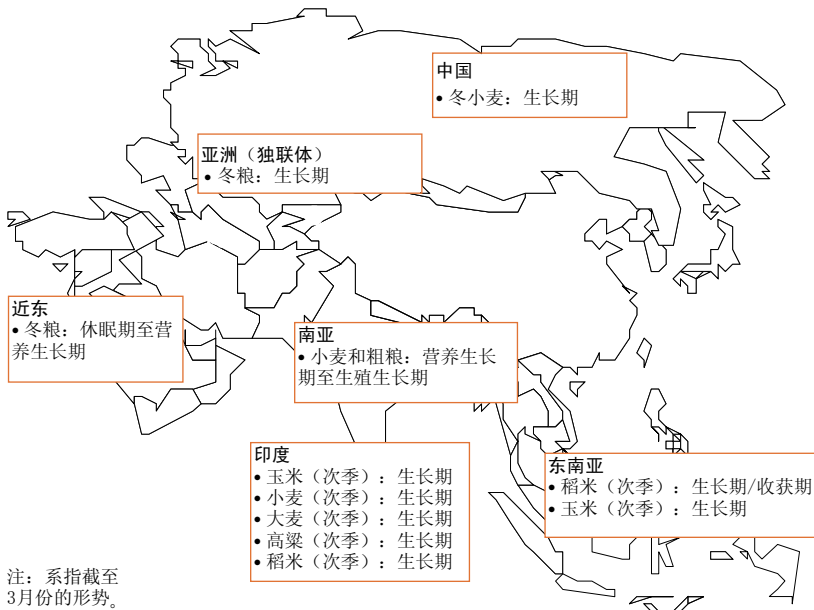 中国
• 冬小麦：生长期
亚洲（独联体）
• 冬粮：生长期
近东
• 冬粮：休眠期至营
养生长期
南亚
• 小麦和粗粮：营养生长
期至生殖生长期
印度
• 玉米（次季）：生长期
• 小麦（次季）：生长期
• 大麦（次季）：生长期
• 高粱（次季）：生长期
• 稻米（次季）：生长期
东南亚
• 稻米（次季）：生长期/收获期
• 玉米（次季）：生长期
注：系指截至
3月份的形势。